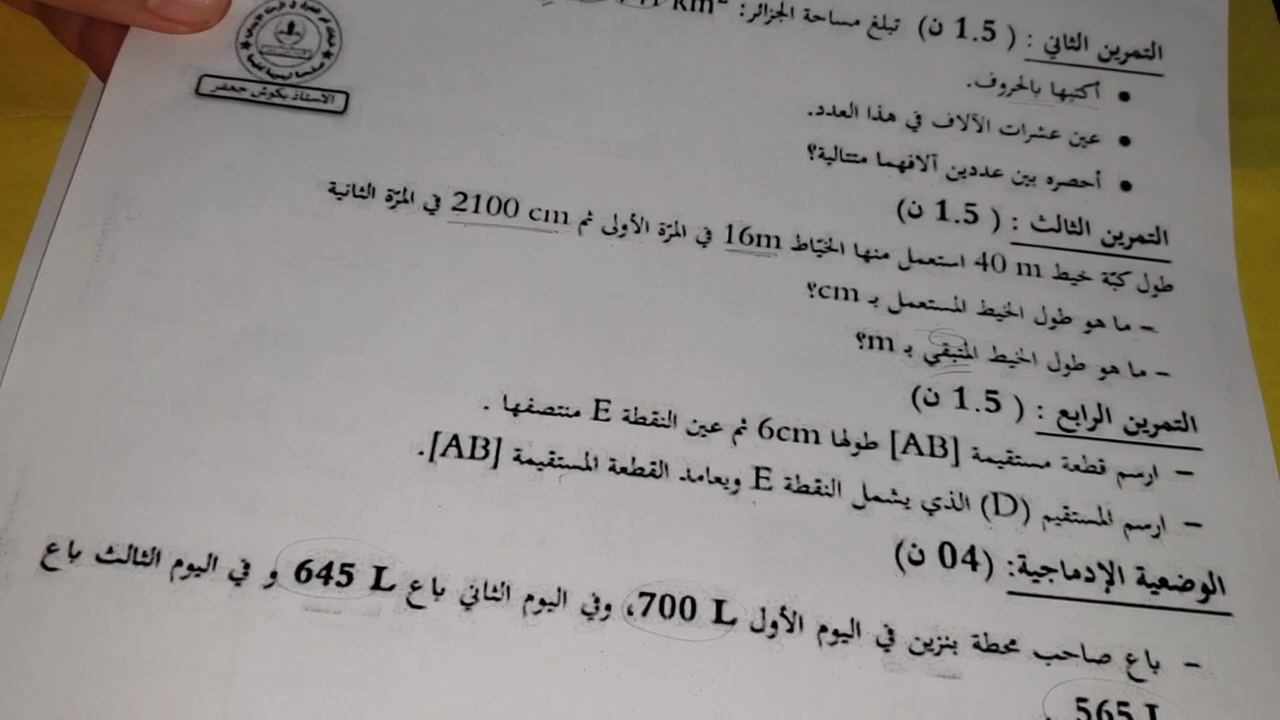 الأستاذ بكوش جعفر
التمرين الثاني : ( 1.5 ن) تبلغ مساحة الجزائر: km²
• أكتبها بالحروف.
• عين عشرات الآلاف في هذا العدد.
• أحصره بين عددين آلافهما متتالية؟
التمرين الثالث : ( 1.5 ن)
طول كبّة خيط 40 m استعمل منها الخيّاط 16m في المرّة الأولى ثم 2100 cm في المرّة الثانية
– ما هو طول الخيط المستعمل بـ cm؟
– ما هو طول الخيط المتبقي بـ m؟
التمرين الرابع : ( 1.5 ن)
– ارسم قطعة مستقيمة [AB] طولها 6cm ثم عين النقطة E منتصفها .
– ارسم المستقيم (D) الذي يشمل النقطة E ويعامد القطعة المستقيمة [AB].
الوضعية الإدماجية: (04 ن)
– باع صاحب محطة بنزين في اليوم الأول 700 L، وفي اليوم الثاني باع 645 L و في اليوم الثالث باع
565 L